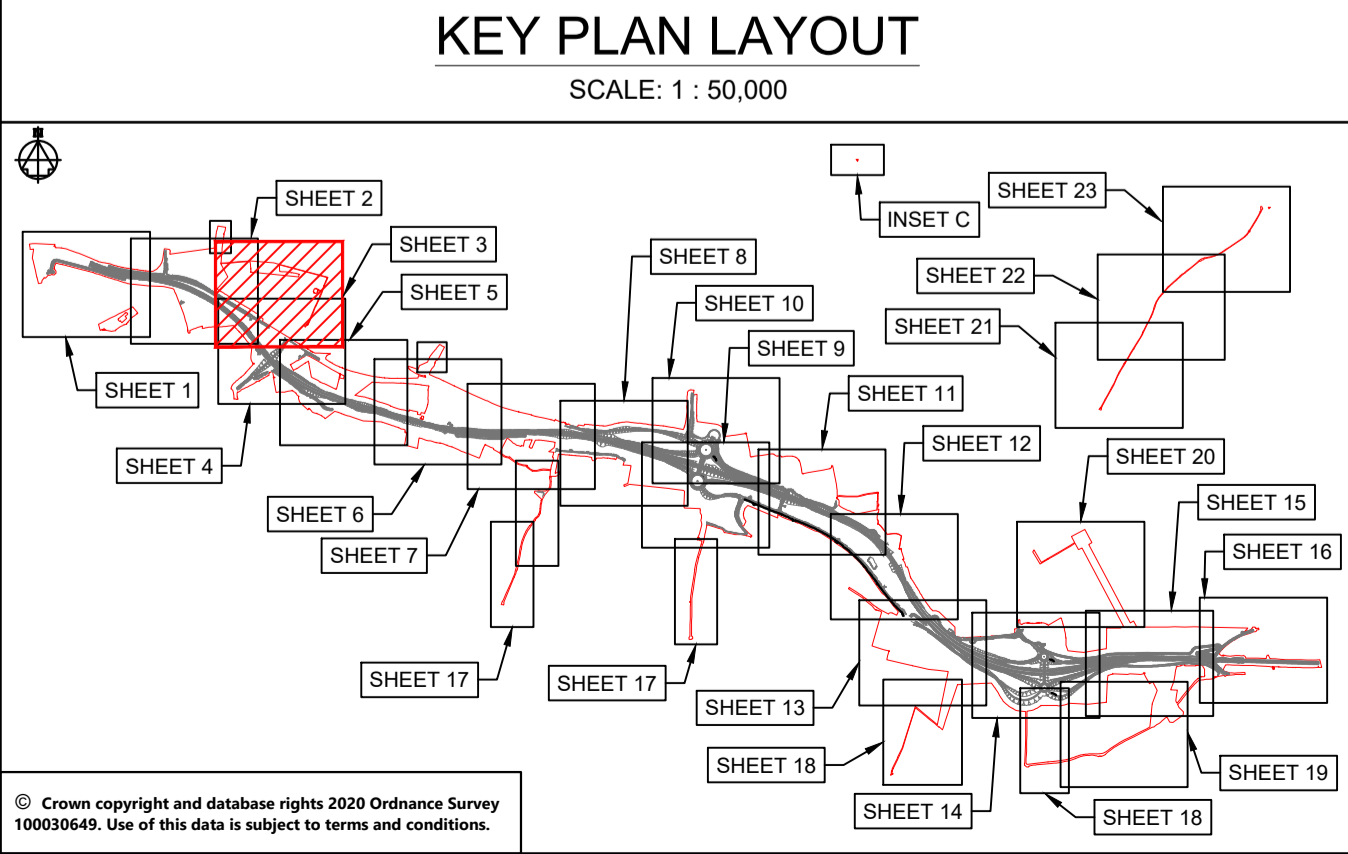 KEY PLAN LAYOUT
SCALE: 1 : 50,000
N
SHEET 2
SHEET 3
SHEET 5
SHEET 1
SHEET 4
SHEET 6
SHEET 7
SHEET 17
SHEET 8
SHEET 10
SHEET 9
SHEET 11
SHEET 12
INSET C
SHEET 23
SHEET 22
SHEET 21
SHEET 20
SHEET 15
SHEET 16
SHEET 17
SHEET 13
SHEET 18
SHEET 14
SHEET 18
SHEET 19
© Crown copyright and database rights 2020 Ordnance Survey
100030649. Use of this data is subject to terms and conditions.